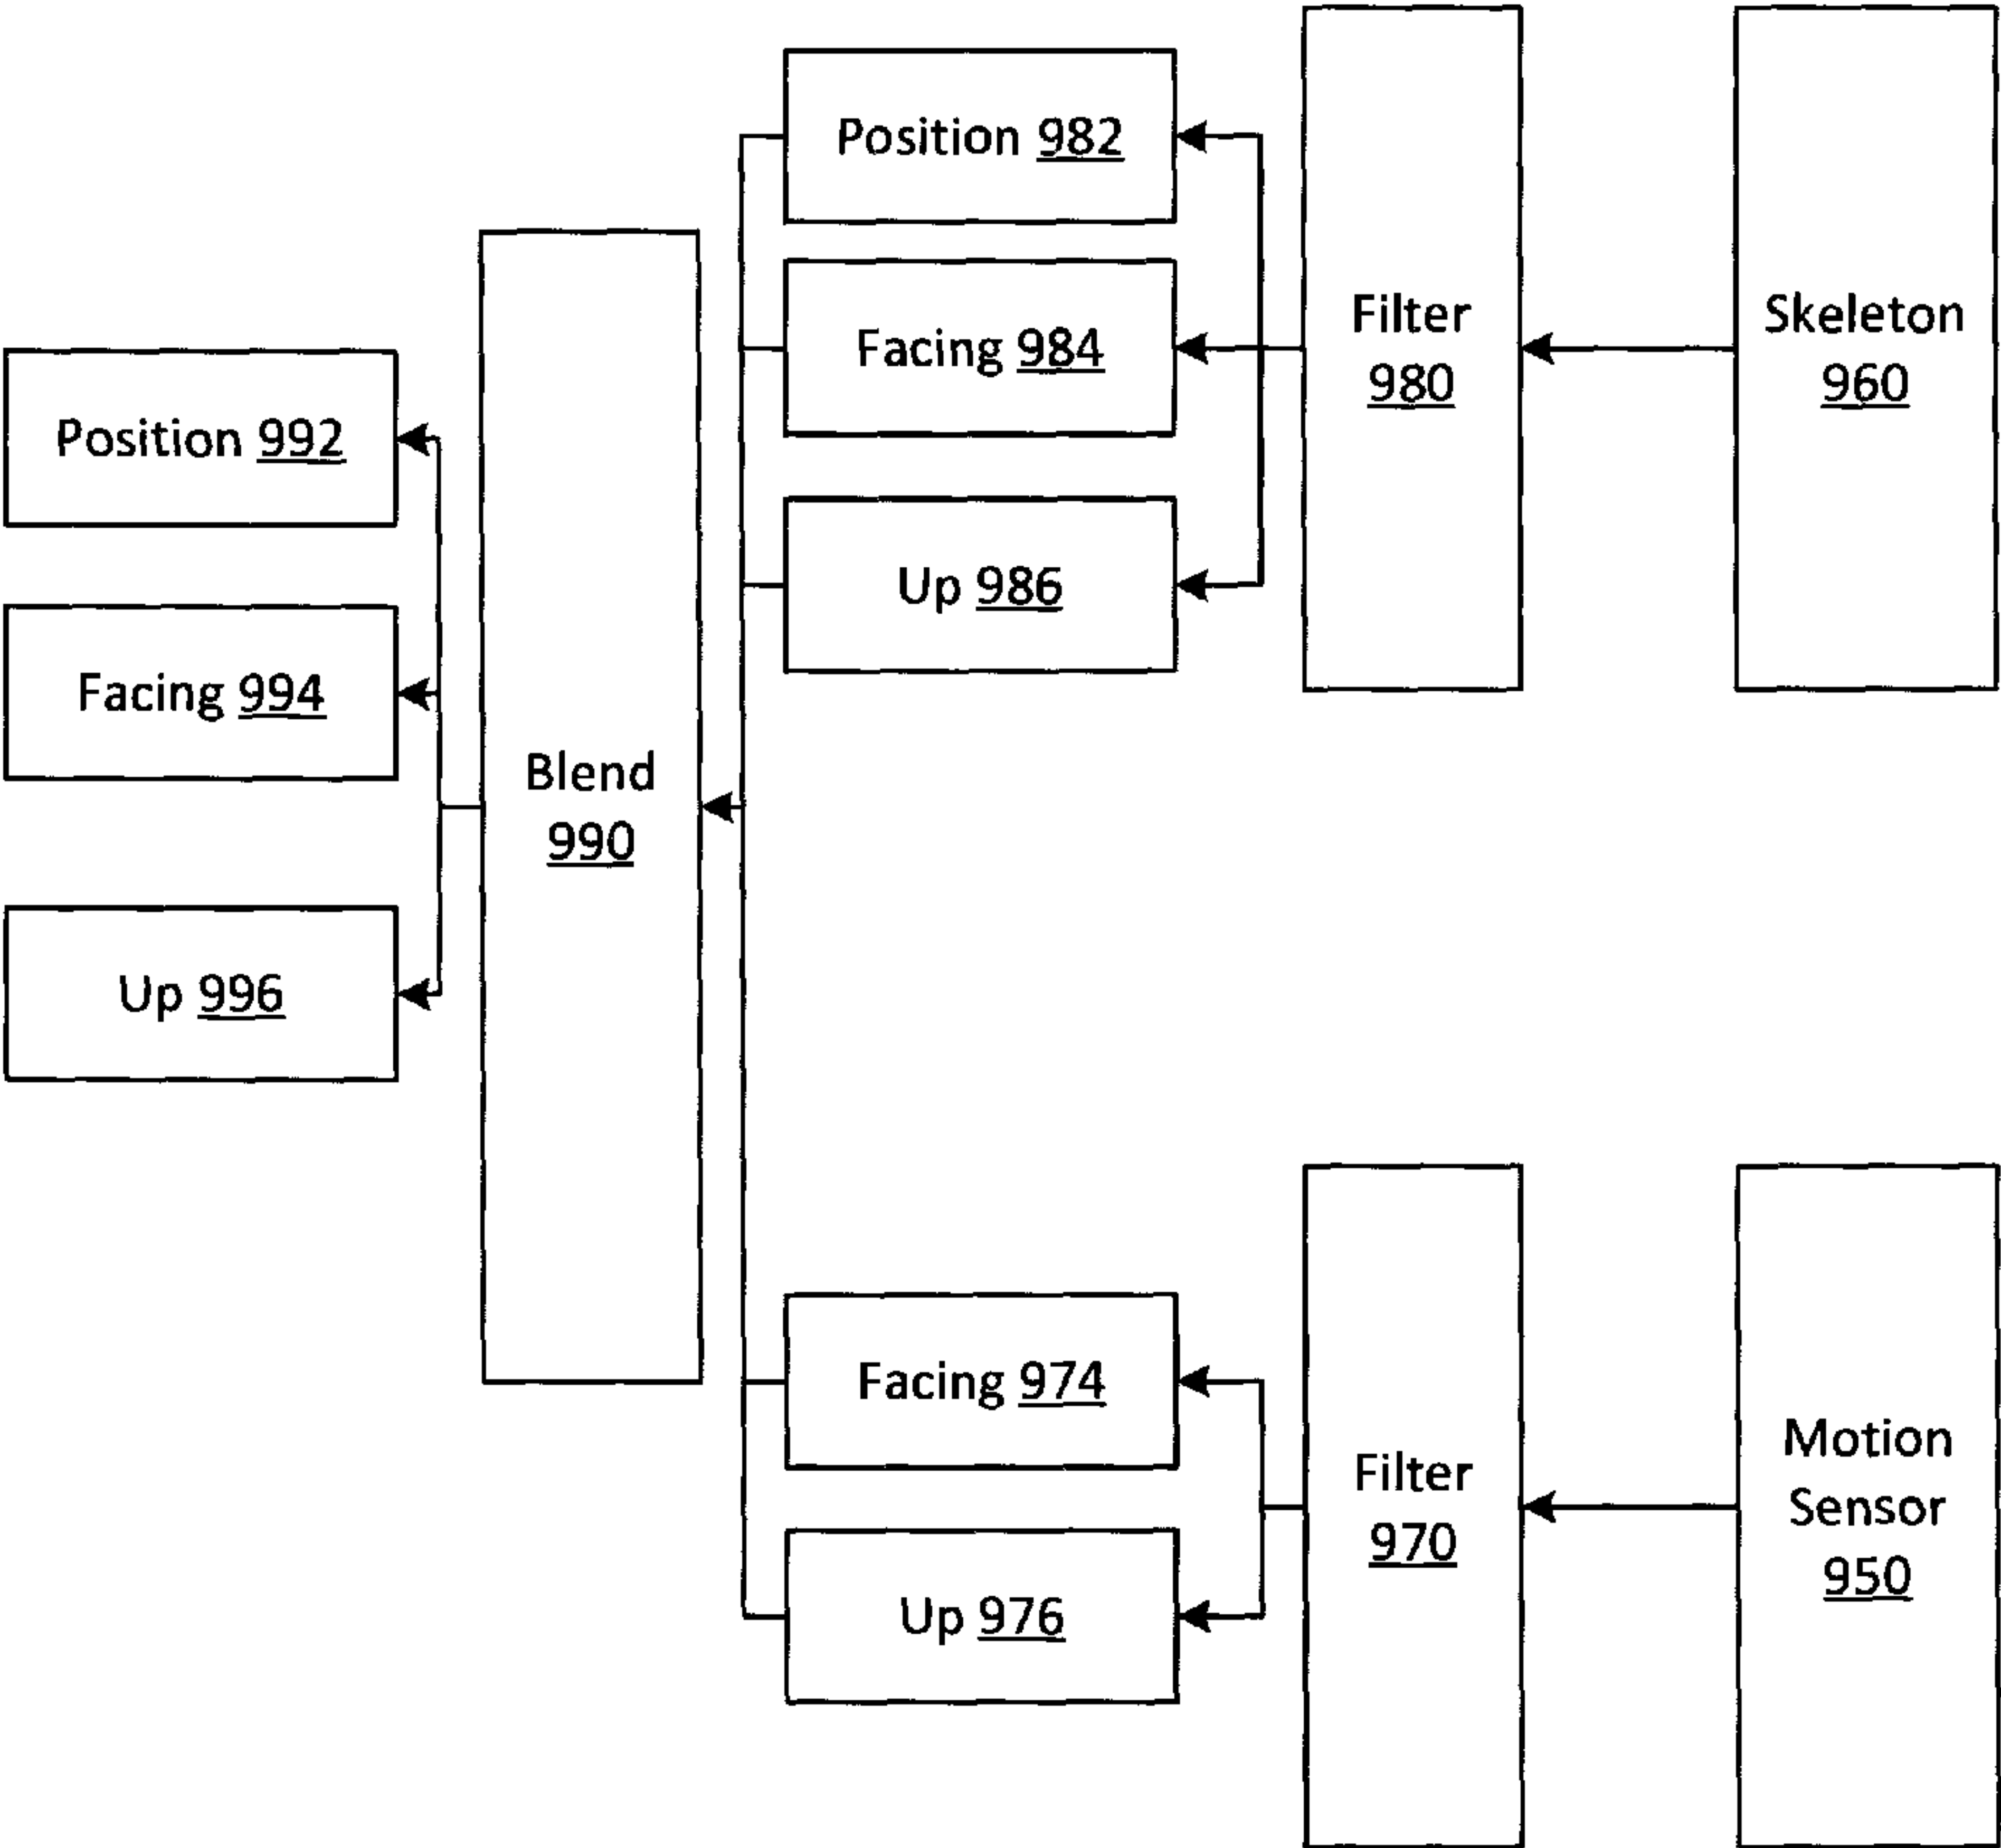 Position 982
Facing 984
Up 986
Filter
980
Skeleton
960
Position 992
Facing 994
Up 996
Blend
990
Facing 974
Up 976
Filter
970
Motion
Sensor
950